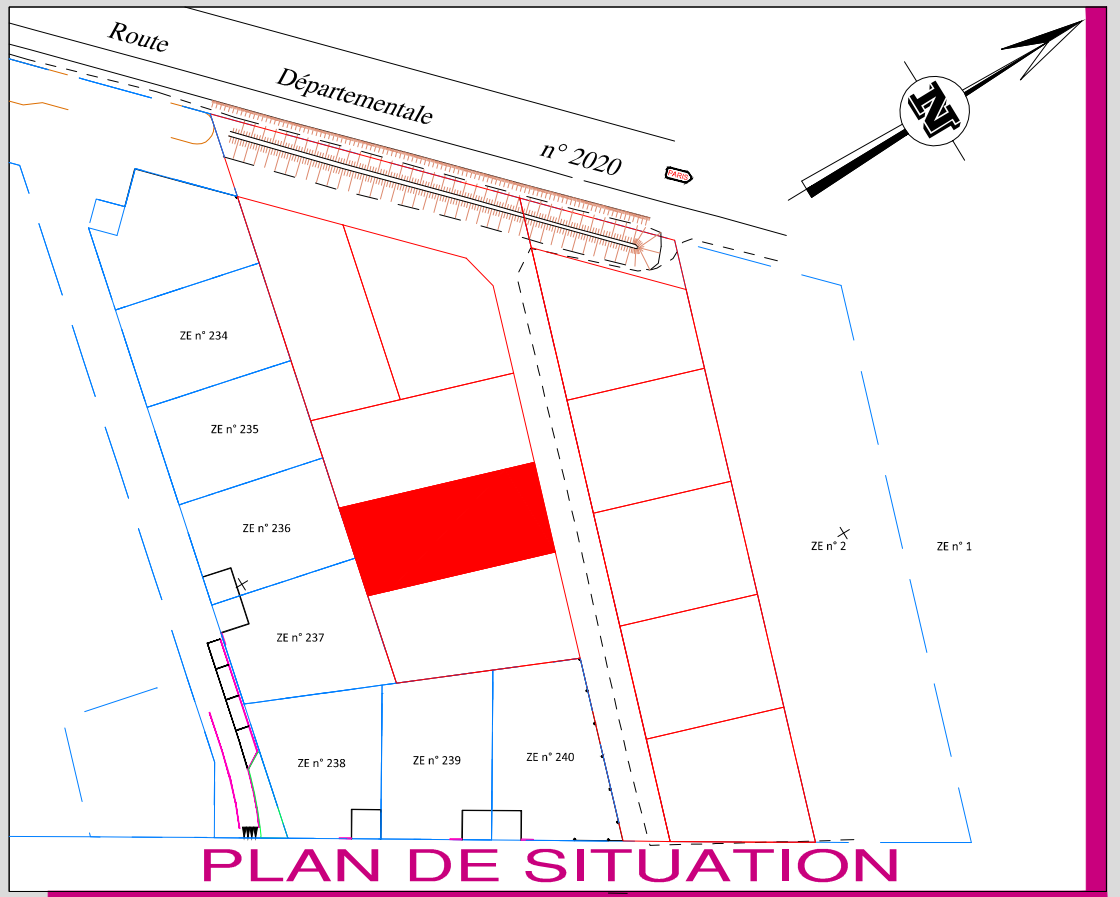 Route
Départementale
n° 2020
PARIS
N
ZE n° 234
ZE n° 235
ZE n° 236
ZE n° 2
ZE n° 1
ZE n° 237
ZE n° 238
ZE n° 239
ZE n° 240
PLAN DE SITUATION